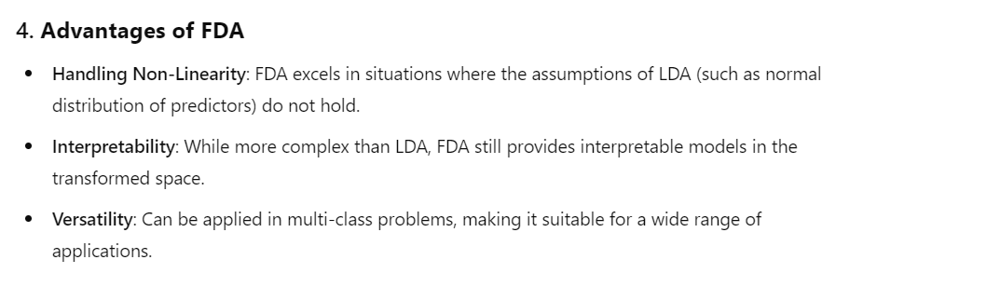 4. Advantages of FDA
• Handling Non-Linearity: FDA excels in situations where the assumptions of LDA (such as normal
distribution of predictors) do not hold.
• Interpretability: While more complex than LDA, FDA still provides interpretable models in the
transformed space.
• Versatility: Can be applied in multi-class problems, making it suitable for a wide range of
applications.